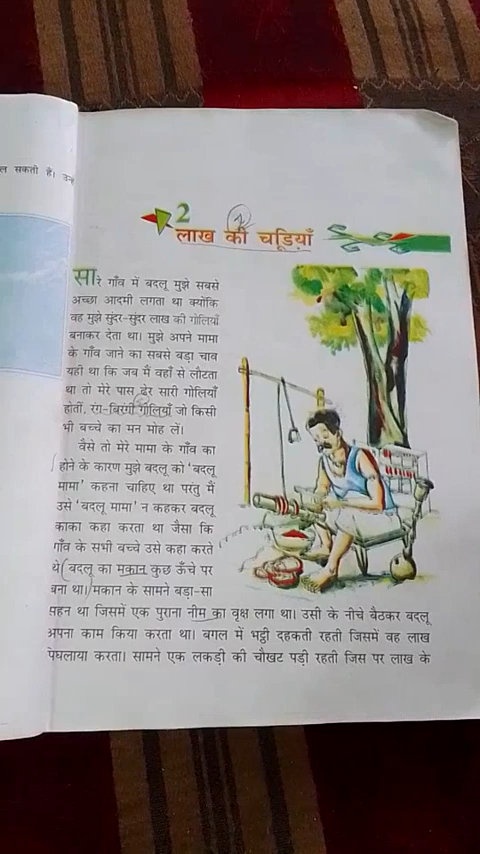 ल सकती हैं। उन
2
लाख की चूड़ियाँ
सारे गाँव में बदलू मुझे सबसे
अच्छा आदमी लगता था क्योंकि
वह मुझे सुंदर-सुंदर लाख की गोलियाँ
बनाकर देता था। मुझे अपने मामा
के गाँव जाने का सबसे बड़ा चाव
यही था कि जब मैं वहाँ से लौटता
था तो मेरे पास ढेर सारी गोलियाँ
होतीं, रंग-बिरंगी गोलियाँ जो किसी
भी बच्चे का मन मोह लें।
वैसे तो मेरे मामा के गाँव का
होने के कारण मुझे बदलू को 'बदलू
मामा' कहना चाहिए था परंतु मैं
उसे 'बदलू मामा' न कहकर बदलू
काका कहा करता था जैसा कि
गाँव के सभी बच्चे उसे कहा करते
थे। बदलू का मकान कुछ ऊँचे पर
बना था। मकान के सामने बड़ा-सा
सहन था जिसमें एक पुराना नीम का वृक्ष लगा था। उसी के नीचे बैठकर बदलू
अपना काम किया करता था। बगल में भट्ठी दहकती रहती जिसमें वह लाख
पिघलाया करता। सामने एक लकड़ी की चौखट पड़ी रहती जिस पर लाख के